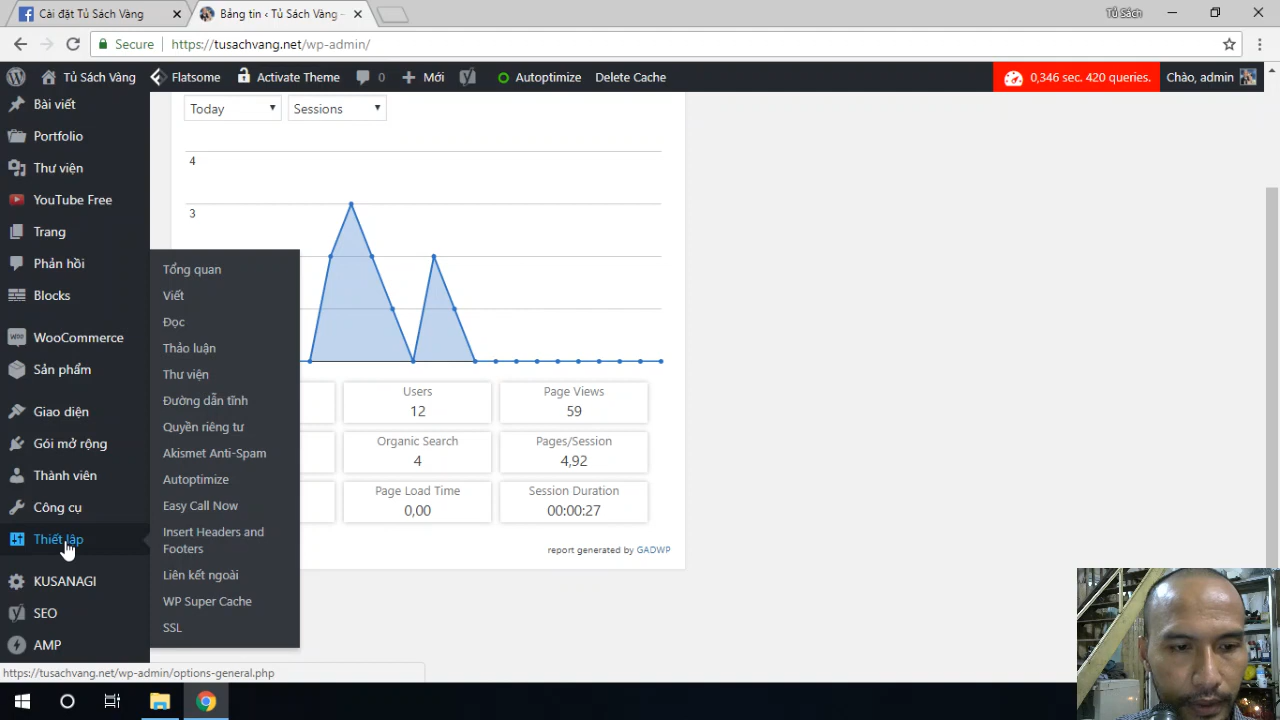 Cài đặt Tủ Sách Vàng
Bảng tin ‹ Tủ Sách Vàng –
Tủ Sách
Secure
https://tusachvang.net/wp-admin/
Tủ Sách Vàng
Flatsome
Activate Theme
0
Mới
Autoptimize
Delete Cache
0,346 sec. 420 queries.
Chào, admin
Bài viết
Portfolio
Thư viện
YouTube Free
Trang
Phản hồi
Blocks
WooCommerce
Sản phẩm
Giao diện
Gói mở rộng
Thành viên
Công cụ
Thiết lập
KUSANAGI
SEO
AMP
Tổng quan
Viết
Đọc
Thảo luận
Thư viện
Đường dẫn tĩnh
Quyền riêng tư
Akismet Anti-Spam
Autoptimize
Easy Call Now
Insert Headers and
Footers
Liên kết ngoài
WP Super Cache
SSL
Today
Sessions
4
3
Users
12
Page Views
59
Organic Search
4
Pages/Session
4,92
Page Load Time
0,00
Session Duration
00:00:27
report generated by GADWP
https://tusachvang.net/wp-admin/options-general.php